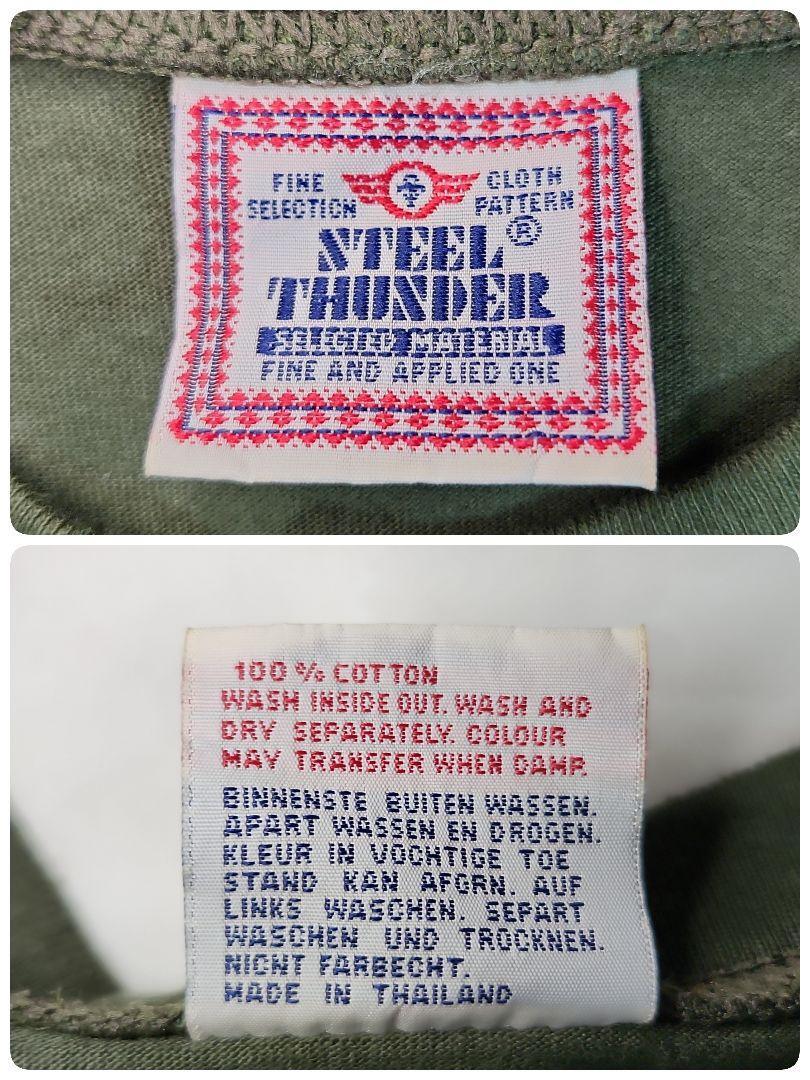 FINE SELECTION
CLOTH PATTERN
STEEL ®
THUNDER
SELECTED MATERIAL
FINE AND APPLIED ONE
100 % COTTON
WASH INSIDE OUT. WASH AND
DRY SEPARATELY. COLOUR
MAY TRANSFER WHEN DAMP.
BINNENSTE BUITEN WASSEN.
APART WASSEN EN DROGEN.
KLEUR IN VOCHTIGE TOE
STAND KAN AFGRN. AUF
LINKS WASCHEN. SEPART
WASCHEN UND TROCKNEN.
NICNT FARBECHT.
MADE IN THAILAND